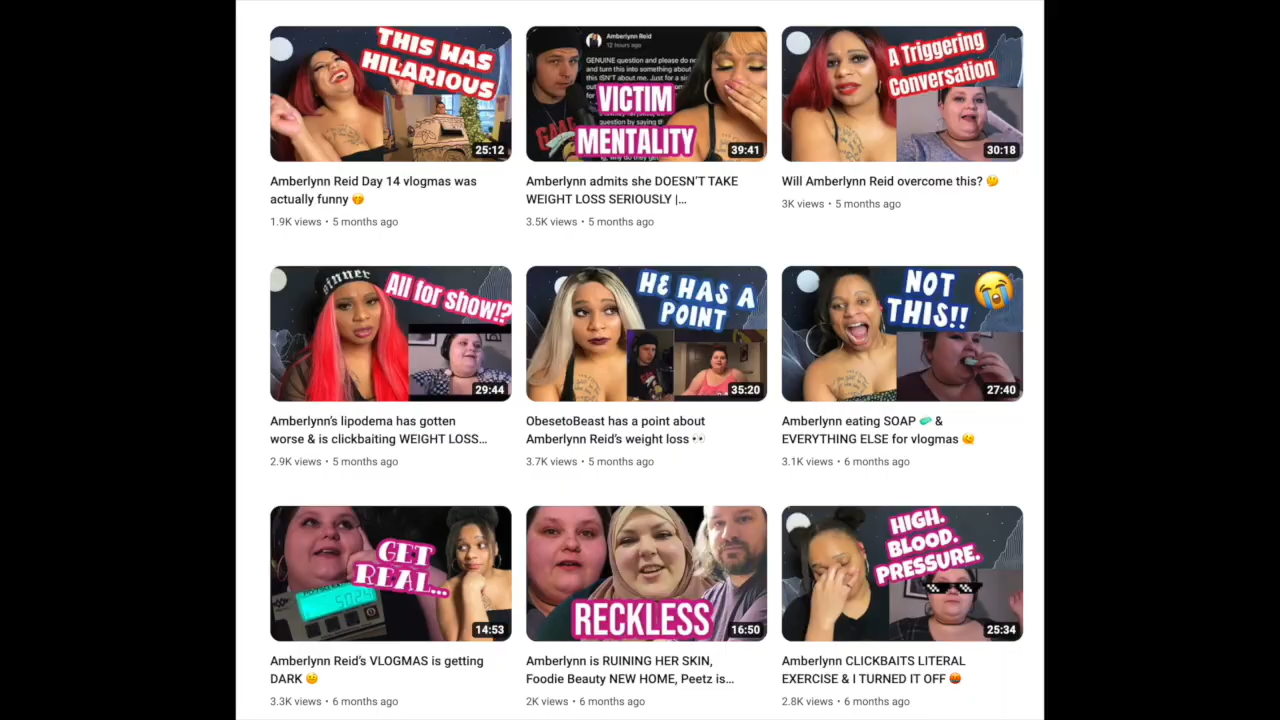 THIS WAS
HILARIOUS
25:12
Amberlynn Reid Day 14 vlogmas was
actually funny 🤭
1.9K views • 5 months ago
Amberlynn Reid
12 hours ago
GENUINE question and please do
and turn this into something about
this ISN'T about me. Just for a
VICTIM
question by saying
MENTALITY
39:41
Amberlynn admits she DOESN'T TAKE
WEIGHT LOSS SERIOUSLY |...
3.5K views • 5 months ago
A Triggering
Conversation
30:18
Will Amberlynn Reid overcome this? 🤔
3K views • 5 months ago
sinner
All for show!?
29:44
Amberlynn's lipodema has gotten
worse & is clickbaiting WEIGHT LOSS...
2.9K views • 5 months ago
HE HAS A
POINT
35:20
ObesetoBeast has a point about
Amberlynn Reid's weight loss 👀
3.7K views • 5 months ago
NOT
THIS!!
27:40
Amberlynn eating SOAP 🧼 &
EVERYTHING ELSE for vlogmas 🫠
3.1K views • 6 months ago
GET
REAL...
14:53
Amberlynn Reid's VLOGMAS is getting
DARK 🫡
3.3K views • 6 months ago
RECKLESS
16:50
Amberlynn is RUINING HER SKIN,
Foodie Beauty NEW HOME, Peetz is...
2K views • 6 months ago
HIGH.
BLOOD.
PRESSURE.
25:34
Amberlynn CLICKBAITS LITERAL
EXERCISE & I TURNED IT OFF 🤬
2.8K views • 6 months ago